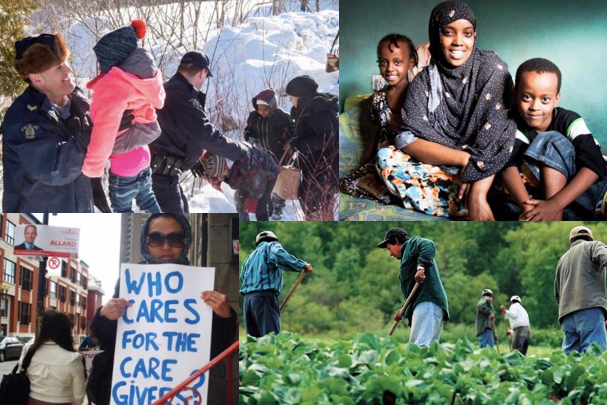 ALLARD
WHO
CARES
FOR THE
CARE
GIVERS?